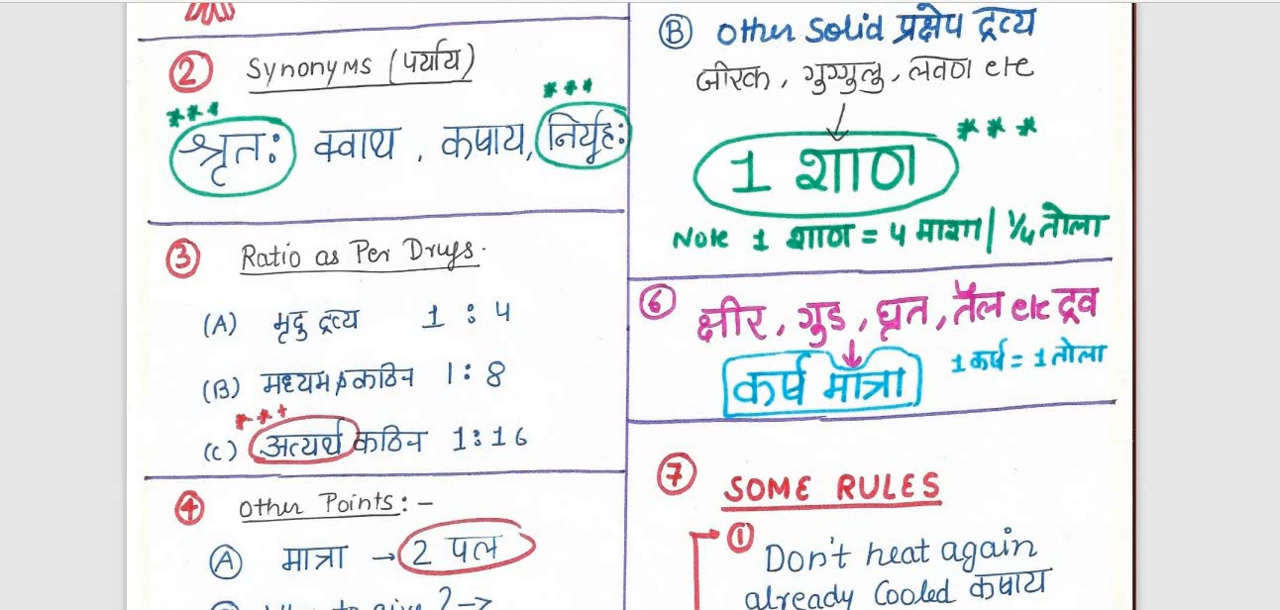 ② Synonyms (पर्याय)
*** ***
श्रृतः क्वाथ , कषाय, निर्यूहः
③ Ratio as Per Drugs.
(A) मृदु द्रव्य 1 : 4
(B) मध्यम कठिन 1 : 8
***
(C) अत्यर्थ कठिन 1 : 16
④ Other Points : -
Ⓐ मात्रा → 2 पल
Ⓑ Other Solid प्रक्षेप द्रव्य
जीरक , गुग्गुलु , लवण etc
↓
1 शाण ***
Note 1 शाण = 4 माशा | 1/4 तोला
⑥ क्षीर , गुड , घृत , तैल etc द्रव
↓
कर्ष मात्रा 1 कर्ष = 1 तोला
⑦ SOME RULES
① Don't heat again
already Cooled कषाय